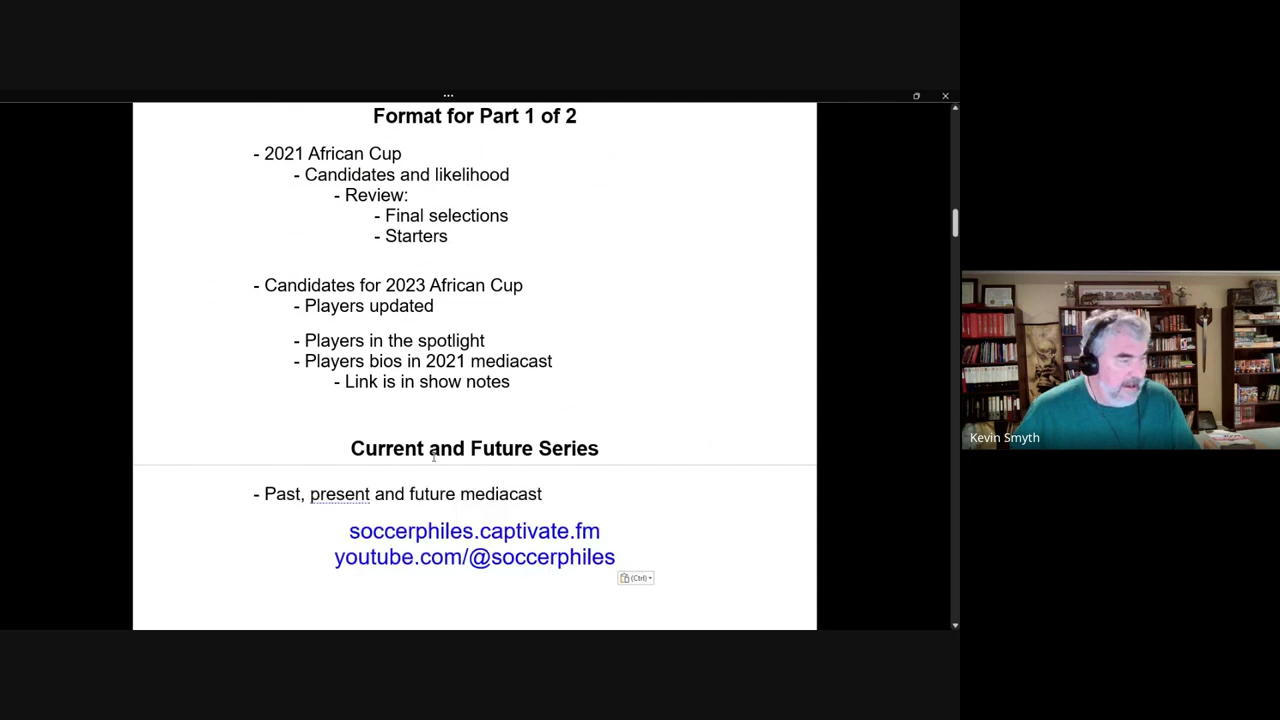 Format for Part 1 of 2
- 2021 African Cup
- Candidates and likelihood
- Review:
- Final selections
- Starters
- Candidates for 2023 African Cup
- Players updated
- Players in the spotlight
- Players bios in 2021 mediacast
- Link is in show notes
Current and Future Series
- Past, present and future mediacast
soccerphiles.captivate.fm
youtube.com/@soccerphiles
(Ctrl)
Kevin Smyth